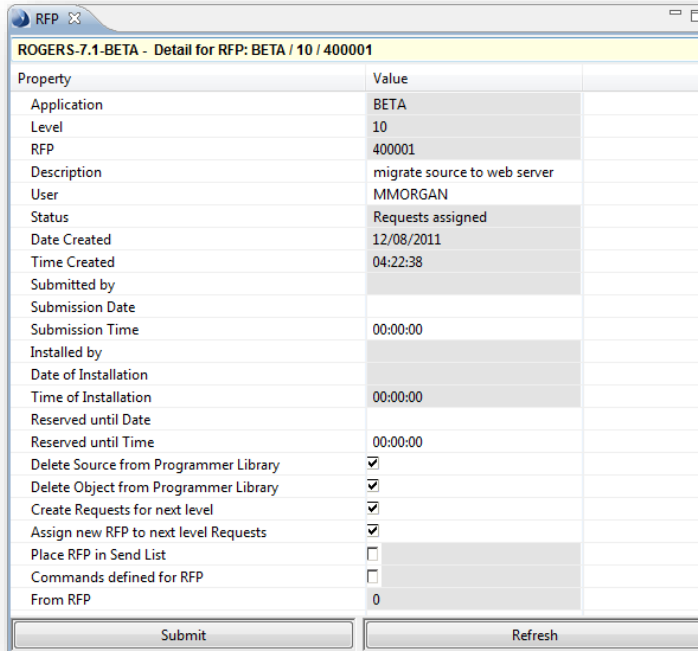 RFP
ROGERS-7.1-BETA - Detail for RFP: BETA / 10 / 400001
Property Value
Application BETA
Level 10
RFP 400001
Description migrate source to web server
User MMORGAN
Status Requests assigned
Date Created 12/08/2011
Time Created 04:22:38
Submitted by
Submission Date
Submission Time 00:00:00
Installed by
Date of Installation
Time of Installation 00:00:00
Reserved until Date
Reserved until Time 00:00:00
Delete Source from Programmer Library
Delete Object from Programmer Library
Create Requests for next level
Assign new RFP to next level Requests
Place RFP in Send List
Commands defined for RFP
From RFP 0
Submit Refresh